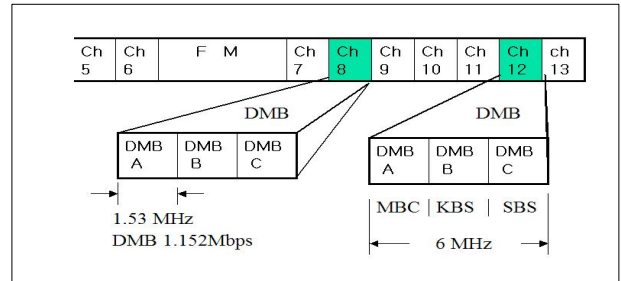 Ch 5 Ch 6 F M Ch 7 Ch 8 Ch 9 Ch 10 Ch 11 Ch 12 ch 13
DMB DMB
DMB A DMB B DMB C
DMB A DMB B DMB C
MBC | KBS | SBS
1.53 MHz
DMB 1.152Mbps
6 MHz